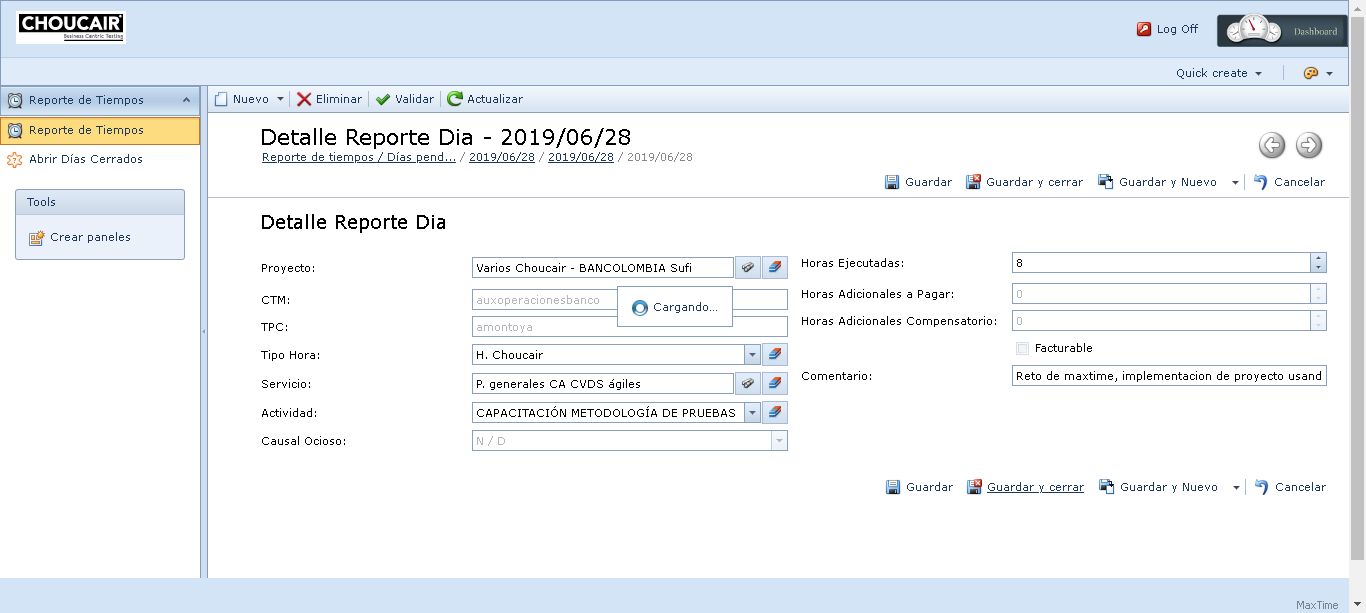 CHOUCAIR
Business Centric Testing
Log Off
Dashboard
Quick create
Reporte de Tiempos
Reporte de Tiempos
Abrir Días Cerrados
Tools
Crear paneles
Nuevo
Eliminar
Validar
Actualizar
Detalle Reporte Dia - 2019/06/28
Reporte de tiempos / Días pend... / 2019/06/28 / 2019/06/28 / 2019/06/28
Guardar
Guardar y cerrar
Guardar y Nuevo
Cancelar
Detalle Reporte Dia
Proyecto:
Varios Choucair - BANCOLOMBIA Sufi
CTM:
auxoperacionesbanco
TPC:
amontoya
Tipo Hora:
H. Choucair
Servicio:
P. generales CA CVDS ágiles
Actividad:
CAPACITACIÓN METODOLOGÍA DE PRUEBAS
Causal Ocioso:
N / D
Cargando...
Horas Ejecutadas:
8
Horas Adicionales a Pagar:
0
Horas Adicionales Compensatorio:
0
Facturable
Comentario:
Reto de maxtime, implementacion de proyecto usand
Guardar
Guardar y cerrar
Guardar y Nuevo
Cancelar
MaxTime